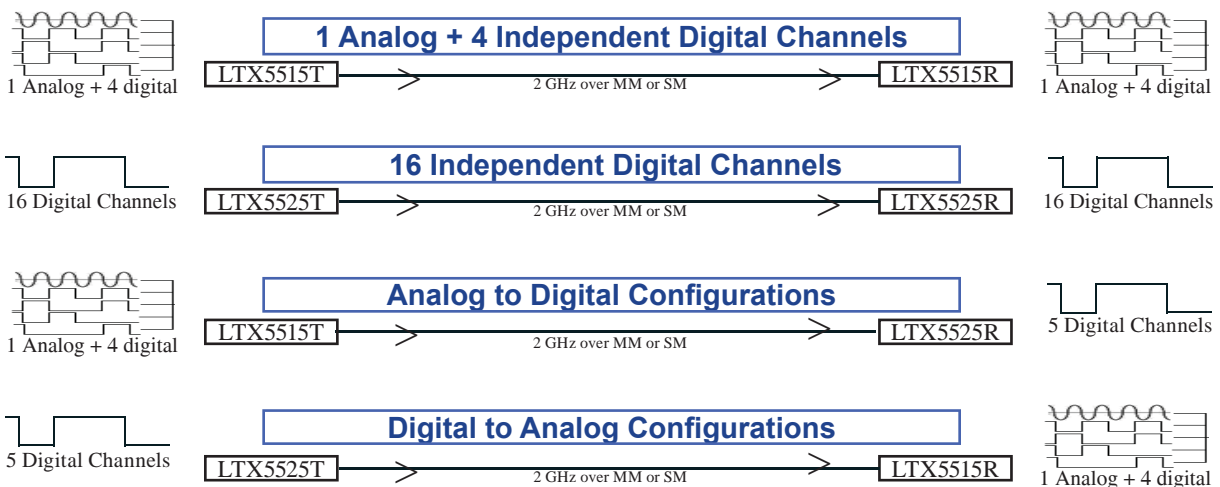 1 Analog + 4 Independent Digital Channels
LTX5515T
LTX5515R
2 GHz over MM or SM
1 Analog + 4 digital
1 Analog + 4 digital
16 Independent Digital Channels
16 Digital Channels
LTX5525T
2 GHz over MM or SM
LTX5525R
16 Digital Channels
Analog to Digital Configurations
1 Analog + 4 digital
LTX5515T
2 GHz over MM or SM
LTX5525R
5 Digital Channels
Digital to Analog Configurations
5 Digital Channels
LTX5525T
2 GHz over MM or SM
LTX5515R
1 Analog + 4 digital